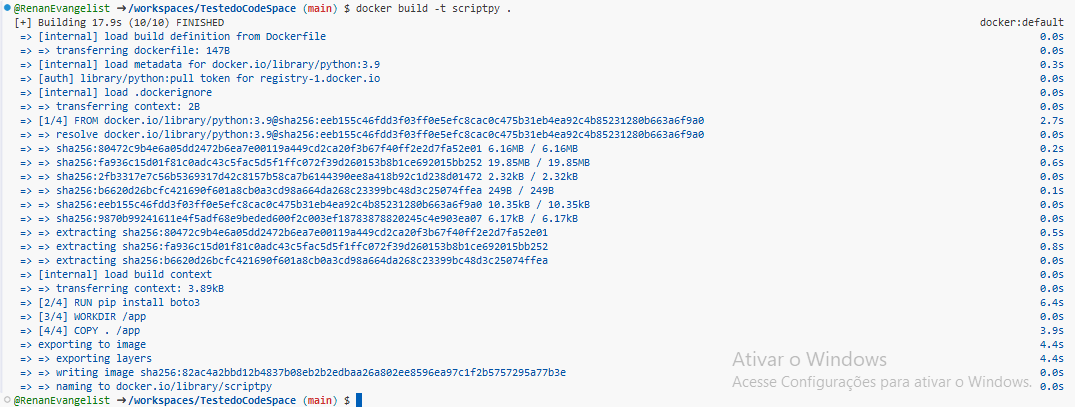 @RenanEvangelist → /workspaces/TestedoCodeSpace (main) $ docker build -t scriptpy .
[+] Building 17.9s (10/10) FINISHED docker:default
=> [internal] load build definition from Dockerfile 0.0s
=> => transferring dockerfile: 147B 0.0s
=> [internal] load metadata for docker.io/library/python:3.9 0.3s
=> [auth] library/python:pull token for registry-1.docker.io 0.0s
=> [internal] load .dockerignore 0.0s
=> => transferring context: 2B 0.0s
=> [1/4] FROM docker.io/library/python:3.9@sha256:eeb155c46fdd3f03ff0e5efc8cac0c475b31eb4ea92c4b85231280b663a6f9a0 2.7s
=> => resolve docker.io/library/python:3.9@sha256:eeb155c46fdd3f03ff0e5efc8cac0c475b31eb4ea92c4b85231280b663a6f9a0 0.0s
=> => sha256:80472c9b4e6a05dd2472b6ea7e00119a449cd2ca20f3b67f40ff2e2d7fa52e01 6.16MB / 6.16MB 0.2s
=> => sha256:fa936c15d01f81c0adc43c5fac5d5f1ffc072f39d260153b8b1ce692015bb252 19.85MB / 19.85MB 0.6s
=> => sha256:2fb3317e7c56b5369317d42c8157b58ca7b6144390ee8a418b92c1d238d01472 2.32kB / 2.32kB 0.0s
=> => sha256:b6620d26bcfc421690f601a8cb0a3cd98a664da268c23399bc48d3c25074ffea 249B / 249B 0.1s
=> => sha256:eeb155c46fdd3f03ff0e5efc8cac0c475b31eb4ea92c4b85231280b663a6f9a0 10.35kB / 10.35kB 0.0s
=> => sha256:9870b99241611e4f5adf68e9beded600f2c003ef18783878820245c4e903ea07 6.17kB / 6.17kB 0.0s
=> => extracting sha256:80472c9b4e6a05dd2472b6ea7e00119a449cd2ca20f3b67f40ff2e2d7fa52e01 0.5s
=> => extracting sha256:fa936c15d01f81c0adc43c5fac5d5f1ffc072f39d260153b8b1ce692015bb252 0.8s
=> => extracting sha256:b6620d26bcfc421690f601a8cb0a3cd98a664da268c23399bc48d3c25074ffea 0.0s
=> [internal] load build context 0.0s
=> => transferring context: 3.89kB 0.0s
=> [2/4] RUN pip install boto3 6.4s
=> [3/4] WORKDIR /app 0.0s
=> [4/4] COPY . /app 3.9s
=> exporting to image 4.4s
=> => exporting layers 4.4s
=> => writing image sha256:82ac4a2bbd12b4837b08eb2b2edbaa26a802ee8596ea97c1f2b5757295a77b3e 0.0s
=> => naming to docker.io/library/scriptpy 0.0s
@RenanEvangelist → /workspaces/TestedoCodeSpace (main) $
Ativar o Windows
Acesse Configurações para ativar o Windows.